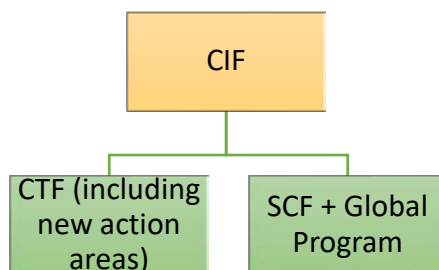 CIF
CTF (including
new action
areas)
SCF + Global
Program